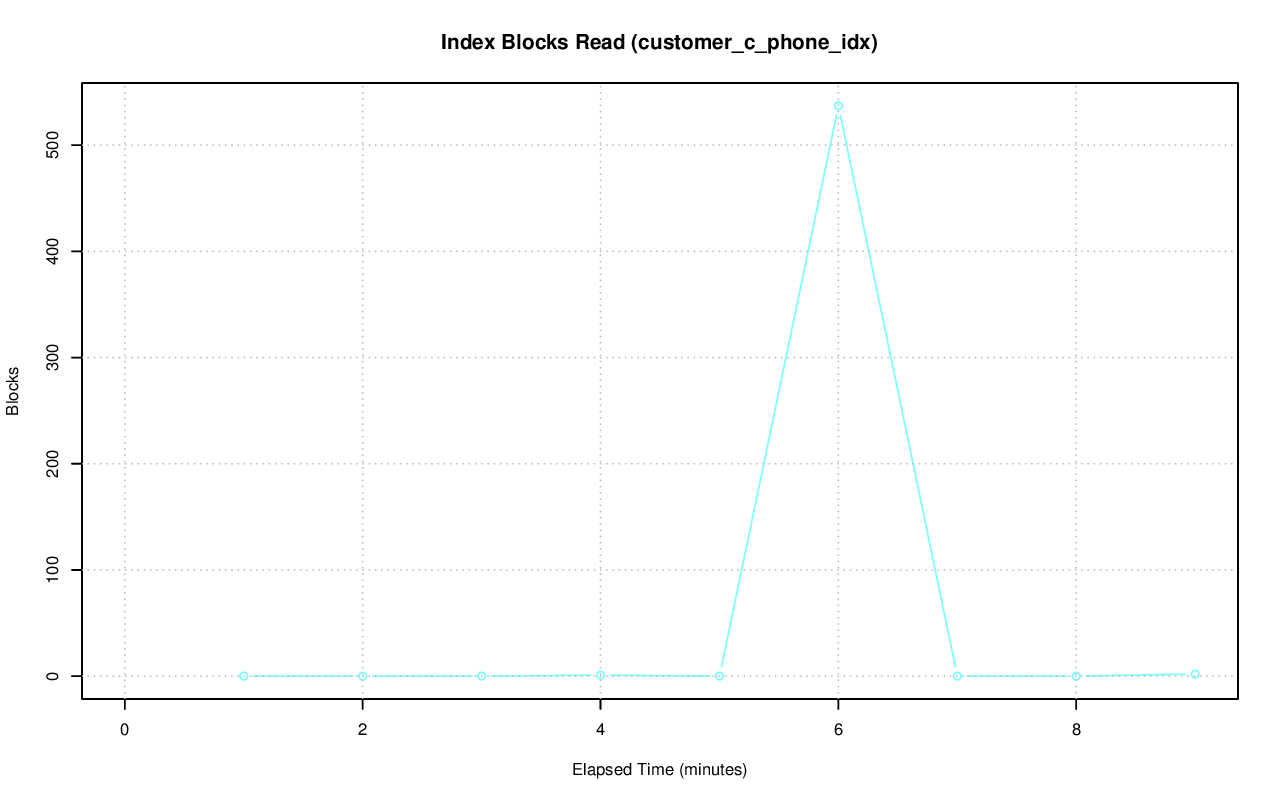 Index Blocks Read (customer_c_phone_idx)
500
400
300
200
100
0
Blocks
0 2 4 6 8
Elapsed Time (minutes)